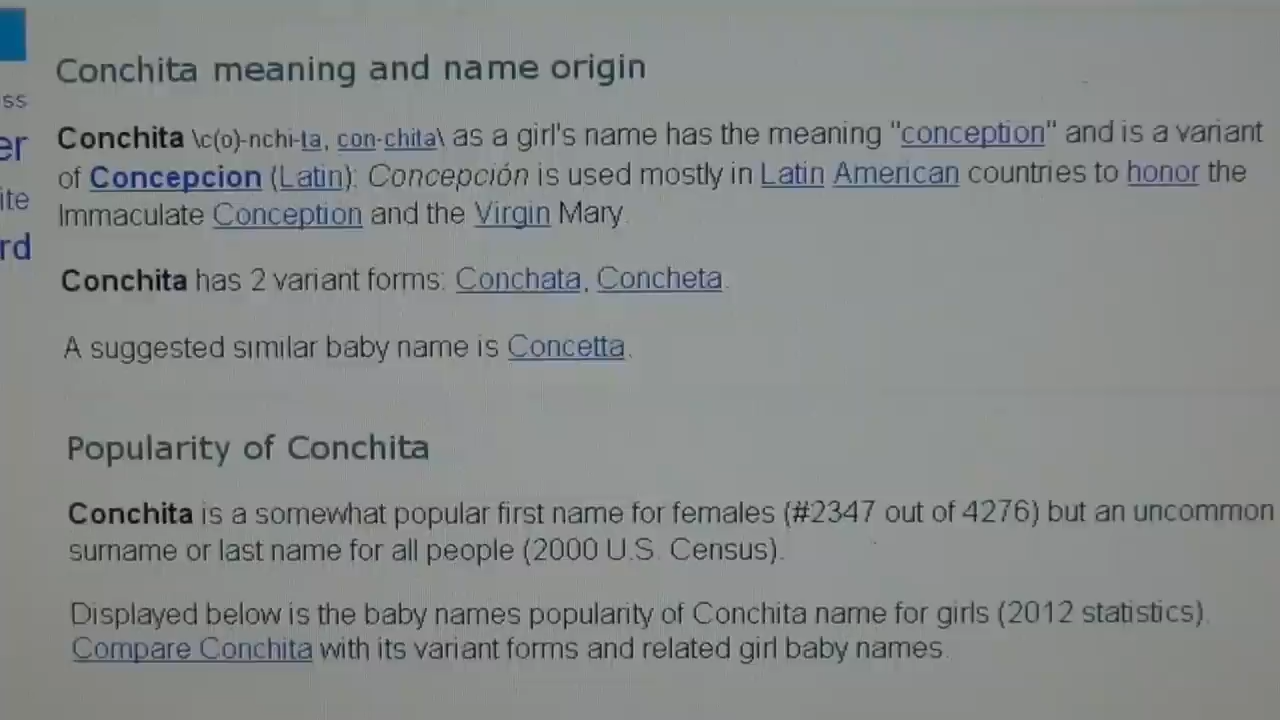 Conchita meaning and name origin
ss
Conchita \c(o)-nchi-ta, con-chita\ as a girl's name has the meaning "conception" and is a variant
er
of Concepcion (Latin): Concepción is used mostly in Latin American countries to honor the
ite
Immaculate Conception and the Virgin Mary.
rd
Conchita has 2 variant forms: Conchata, Concheta.
A suggested similar baby name is Concetta.
Popularity of Conchita
Conchita is a somewhat popular first name for females (#2347 out of 4276) but an uncommon
surname or last name for all people (2000 U.S. Census).
Displayed below is the baby names popularity of Conchita name for girls (2012 statistics).
Compare Conchita with its variant forms and related girl baby names.